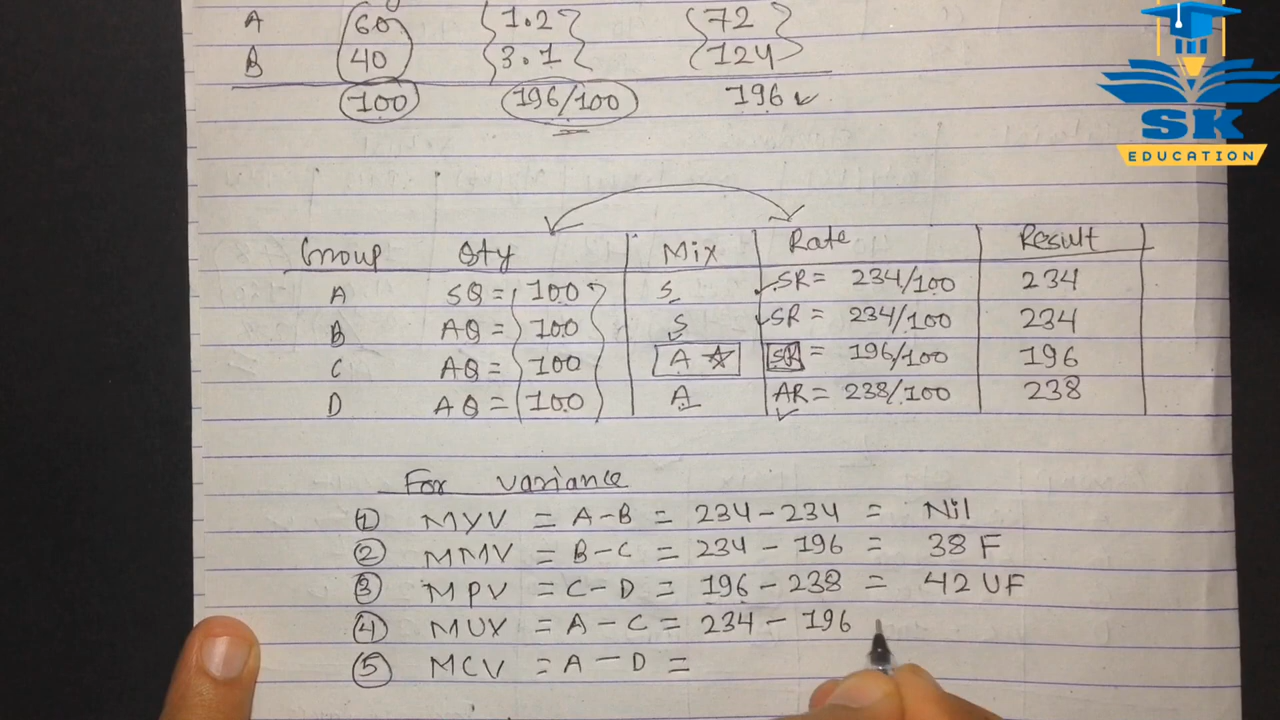 A 60 1.2 72
B 40 3.1 124
100 196/100 196 ✓
SK
EDUCATION
Group Qty Mix Rate Result
A SQ = 100 S SR = 234/100 234
B AQ = 100 S SR = 234/100 234
C AQ = 100 A ☆ SR = 196/100 196
D AQ = 100 A AR = 238/100 238
For variance
① MYV = A - B = 234 - 234 = Nil
② MMV = B - C = 234 - 196 = 38 F
③ MPV = C - D = 196 - 238 = 42 UF
④ MUV = A - C = 234 - 196
⑤ MCV = A - D =